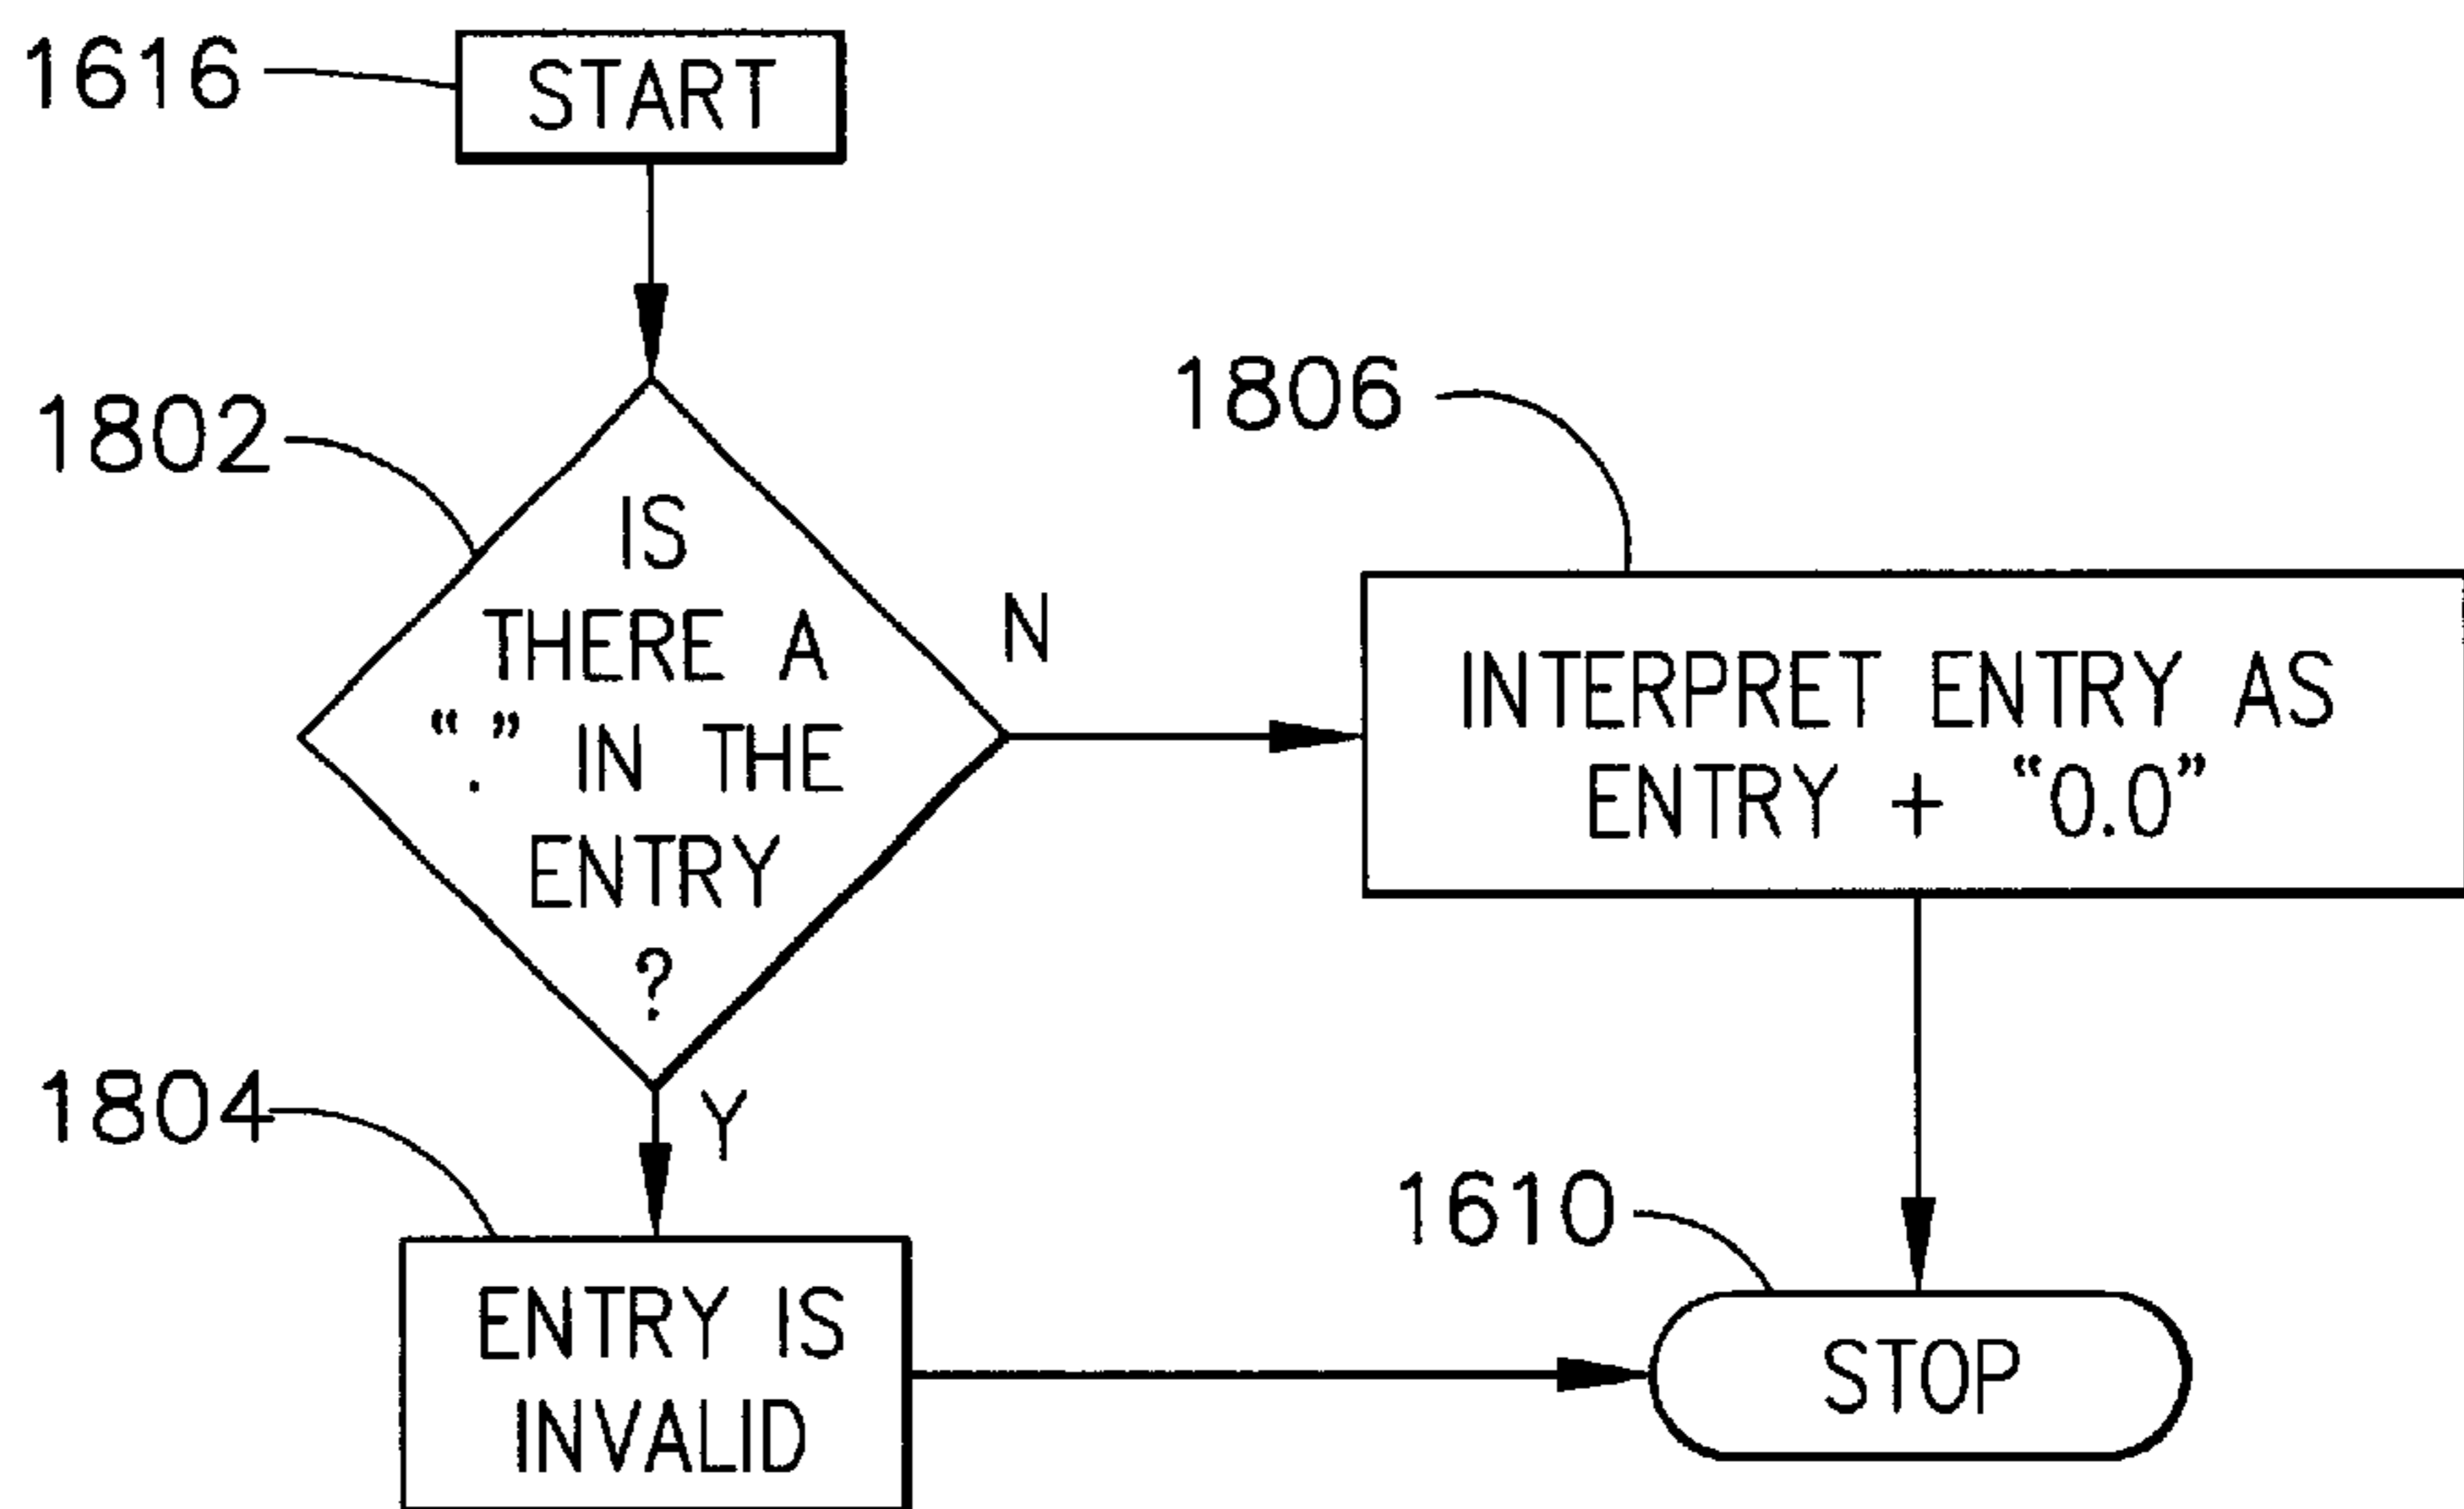 1616
START
1802
IS
THERE A
“.” IN THE
ENTRY
?
N
Y
1806
INTERPRET ENTRY AS
ENTRY + “0.0”
1804
ENTRY IS
INVALID
1610
STOP